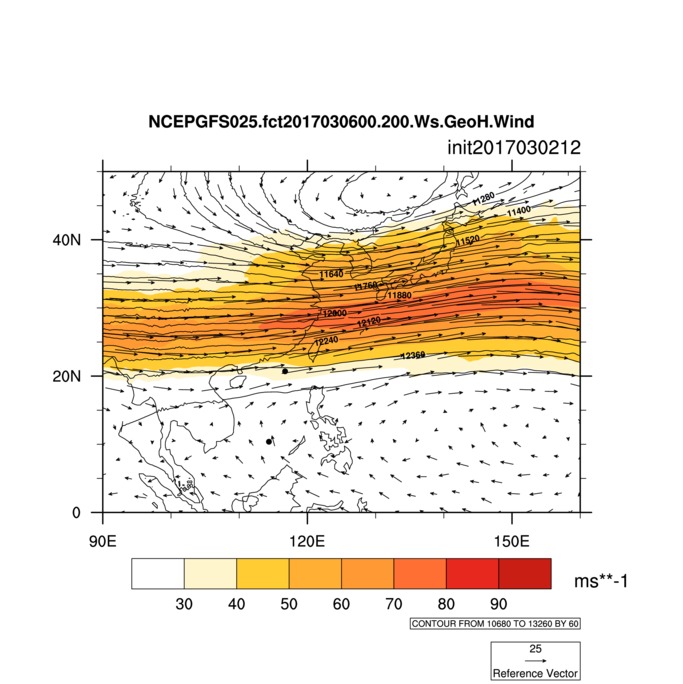 NCEPGFS025.fct2017030600.200.Ws.GeoH.Wind
init2017030212
11280
11400
40N
11520
11640
11760
11880
12000
12120
12240
12360
20N
0
90E 120E 150E
ms**-1
30 40 50 60 70 80 90
CONTOUR FROM 10680 TO 13260 BY 60
25
Reference Vector